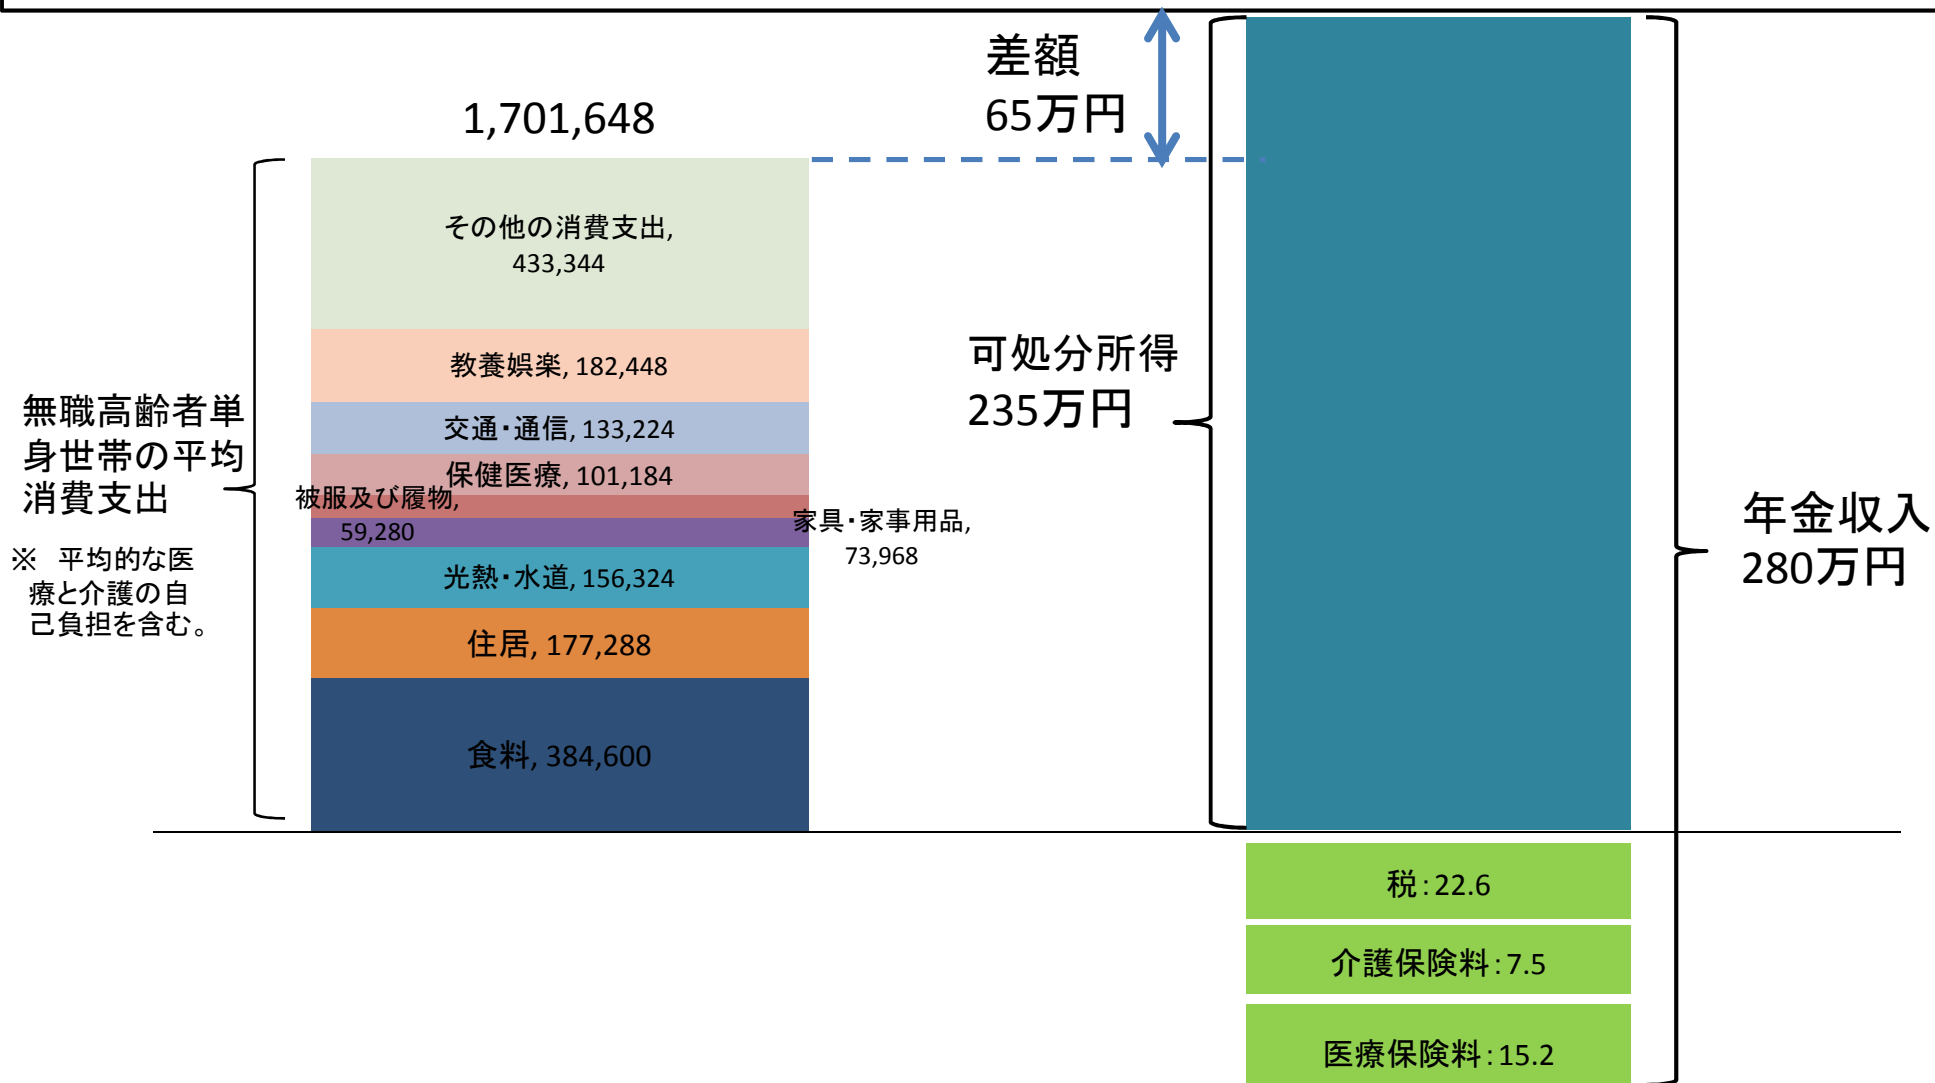 差額
65万円
1,701,648
その他の消費支出,
433,344
教養娯楽, 182,448
交通・通信, 133,224
保健医療, 101,184
被服及び履物,
59,280
家具・家事用品,
73,968
光熱・水道, 156,324
住居, 177,288
食料, 384,600
無職高齢者単
身世帯の平均
消費支出
※　平均的な医
療と介護の自
己負担を含む。
可処分所得
235万円
年金収入
280万円
税：22.6
介護保険料：7.5
医療保険料：15.2